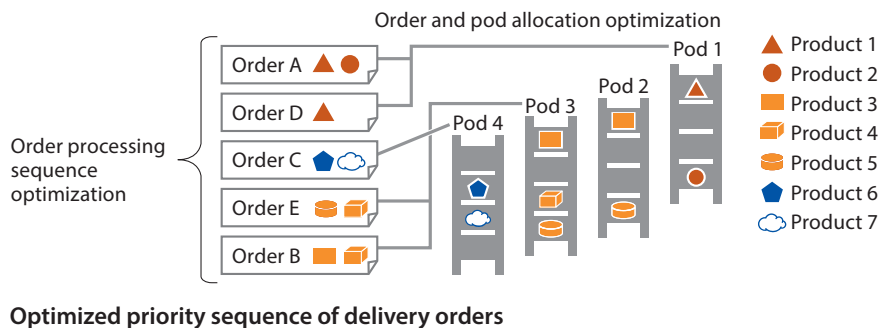 Order and pod allocation optimization
Pod 1
Order A
Product 1
Product 2
Pod 2
Order D
Pod 3
Product 3
Pod 4
Product 4
Order processing
sequence
optimization
Order C
Product 5
Product 6
Order E
Product 7
Order B
Optimized priority sequence of delivery orders